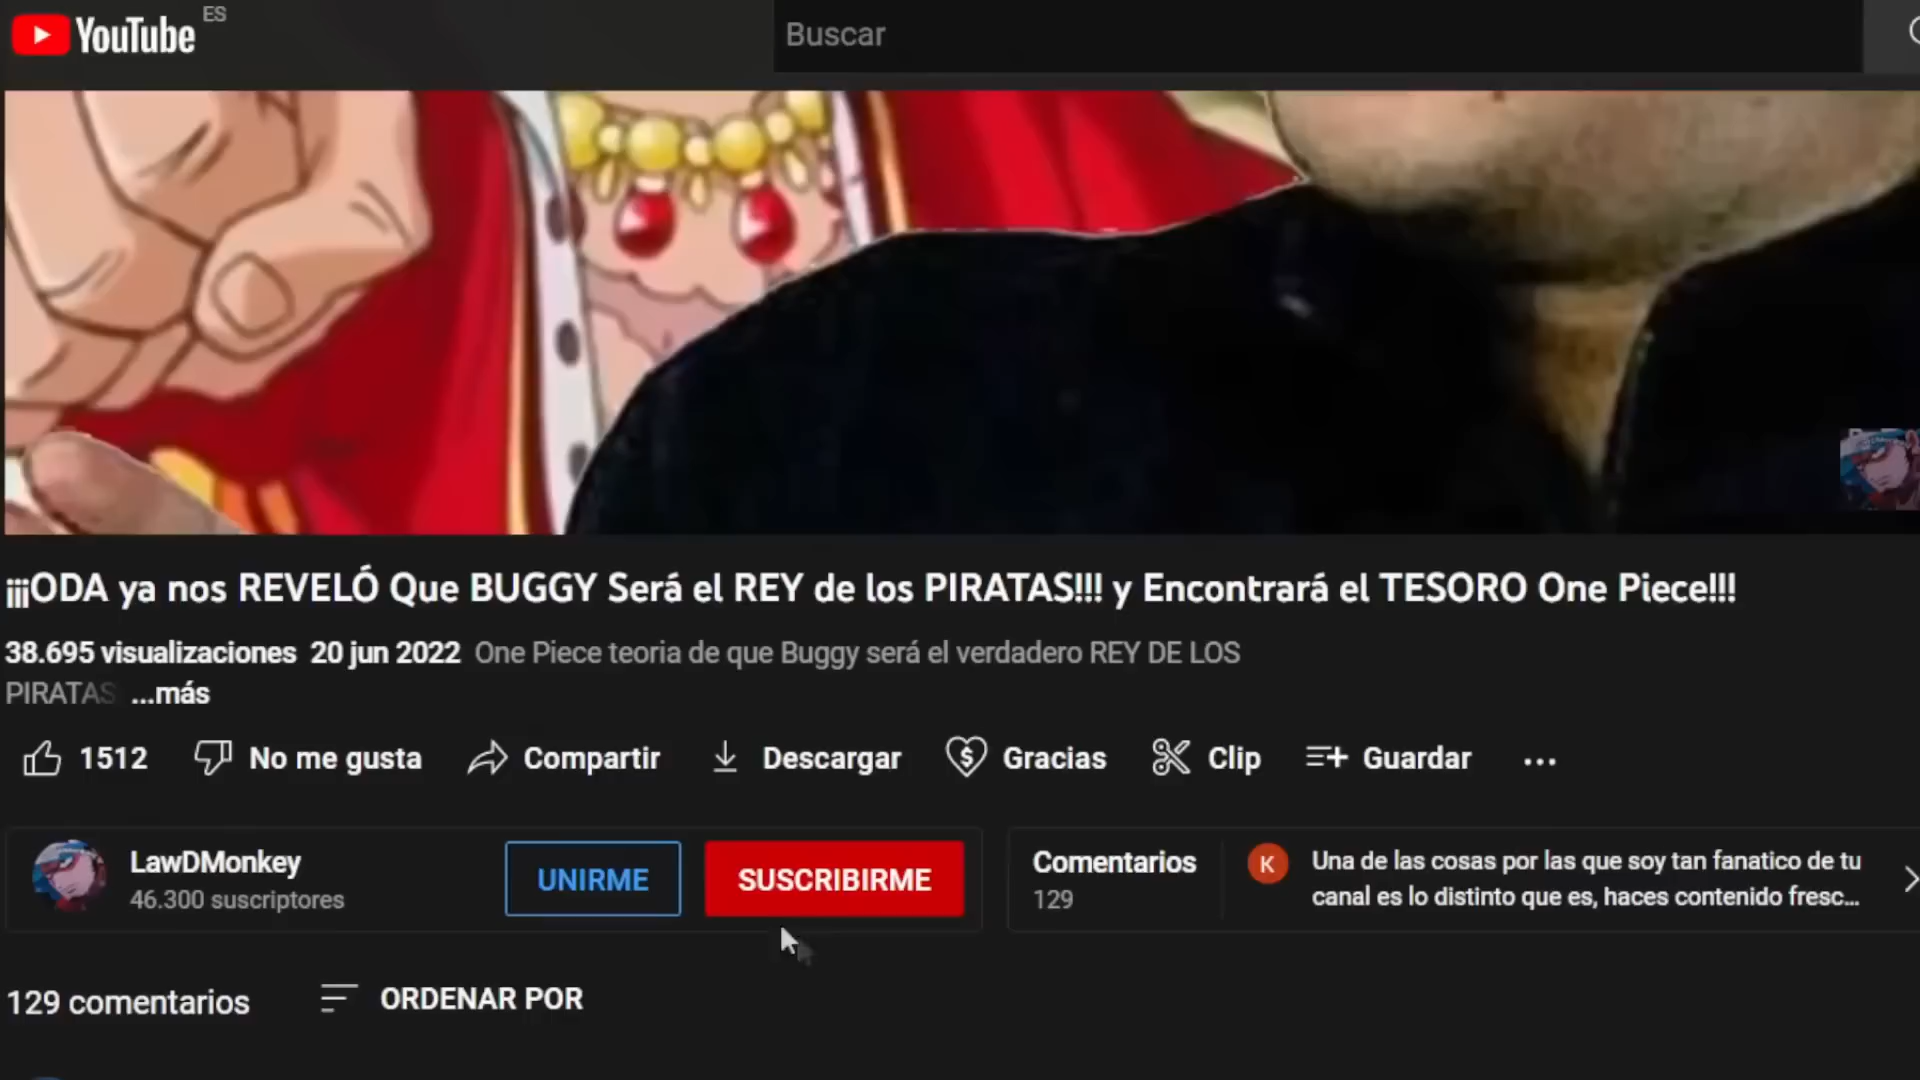 YouTube ES
Buscar
¡¡¡ODA ya nos REVELÓ Que BUGGY Será el REY de los PIRATAS!!! y Encontrará el TESORO One Piece!!!
38.695 visualizaciones 20 jun 2022 One Piece teoria de que Buggy será el verdadero REY DE LOS
PIRATAS ...más
1512 No me gusta Compartir Descargar Gracias Clip Guardar ...
LawDMonkey
46.300 suscriptores
UNIRME
SUSCRIBIRME
Comentarios
129
K
Una de las cosas por las que soy tan fanatico de tu
canal es lo distinto que es, haces contenido fresc...
129 comentarios
ORDENAR POR